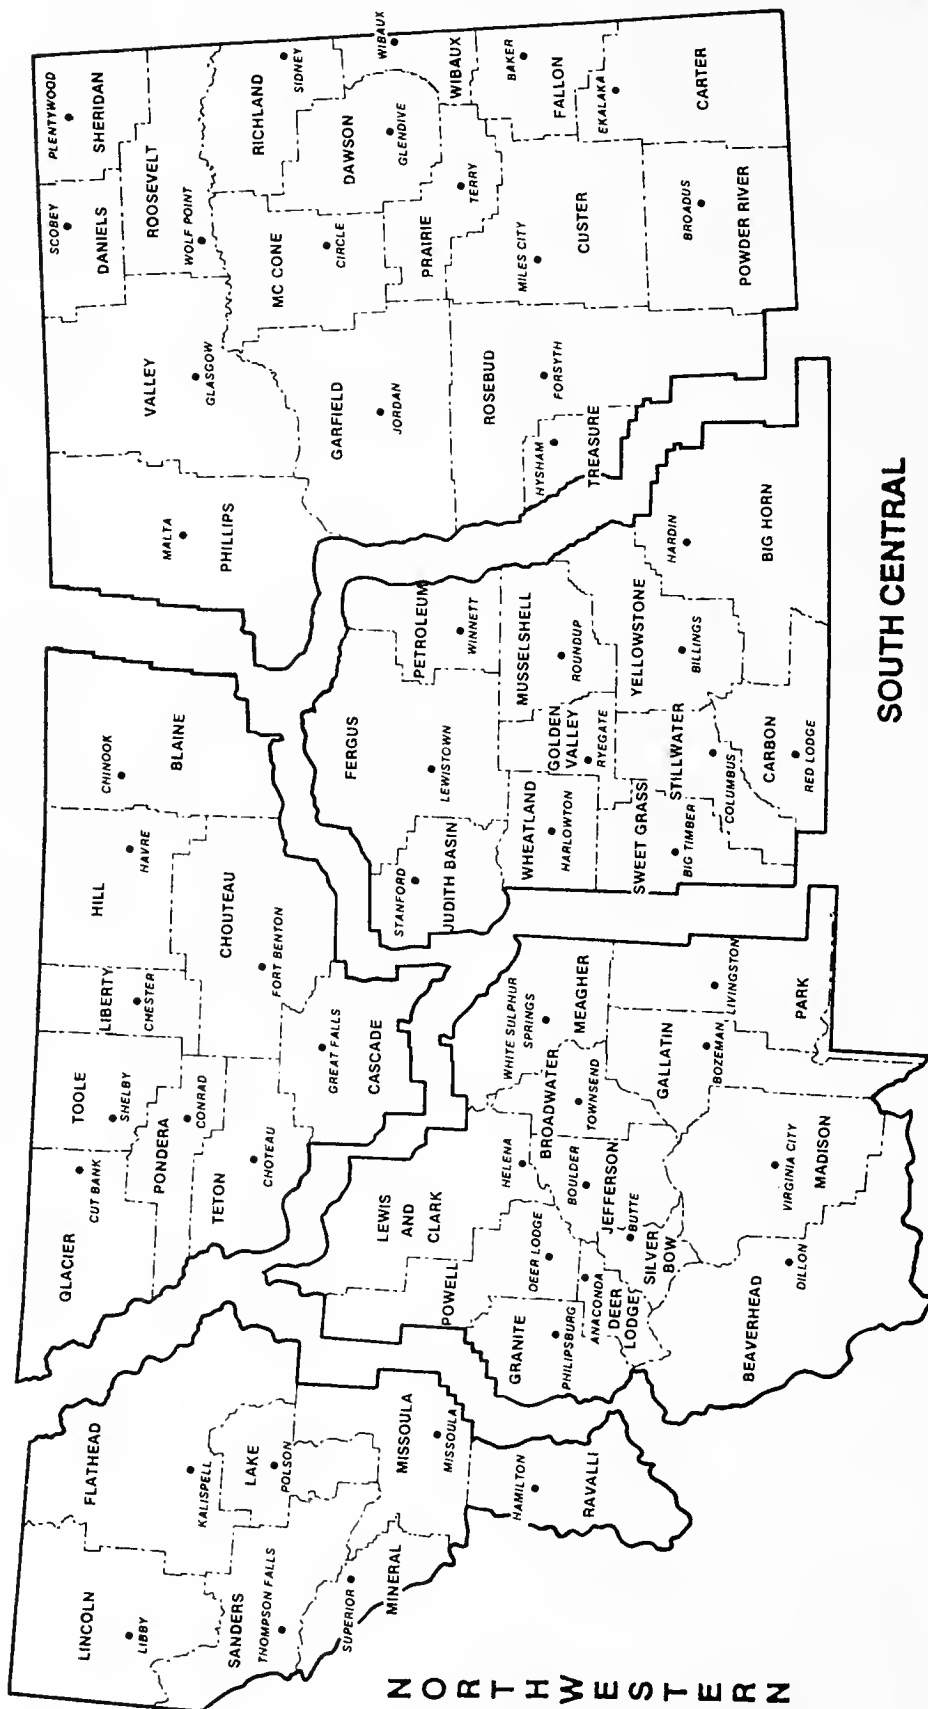 NORTHWESTERN
LINCOLN
LIBBY
FLATHEAD
KALISPELL
SANDERS
THOMPSON FALLS
LAKE
POLSON
SUPERIOR
MINERAL
MISSOULA
MISSOULA
HAMILTON
RAVALLI
GLACIER
CUT BANK
TOOLE
SHELBY
LIBERTY
CHESTER
HILL
HAVRE
CHINOOK
BLAINE
PONDERA
CONRAD
TETON
CHOTEAU
CHOUTEAU
FORT BENTON
GREAT FALLS
CASCADE
LEWIS
AND
CLARK
HELENA
POWELL
DEER LODGE
GRANITE
PHILIPSBURG
ANACONDA
DEER
LODGE
SILVER
BOW
BUTTE
JEFFERSON
BOULDER
BROADWATER
TOWNSEND
WHITE SULPHUR
SPRINGS
MEAGHER
GALLATIN
BOZEMAN
LIVINGSTON
PARK
VIRGINIA CITY
MADISON
BEAVERHEAD
DILLON
FERGUS
LEWISTOWN
PETROLEUM
WINNETT
STANFORD
JUDITH BASIN
WHEATLAND
HARLOWTON
GOLDEN
VALLEY
RYEGATE
MUSSELSHELL
ROUNDUP
SWEET GRASS
BIG TIMBER
STILLWATER
COLUMBUS
YELLOWSTONE
BILLINGS
CARBON
RED LODGE
HARDIN
BIG HORN
SOUTH CENTRAL
MALTA
PHILLIPS
VALLEY
GLASGOW
SCOBEY
DANIELS
PLENTYWOOD
SHERIDAN
ROOSEVELT
WOLF POINT
RICHLAND
SIDNEY
MC CONE
CIRCLE
DAWSON
GLENDIVE
WIBAUX
WIBAUX
GARFIELD
JORDAN
PRAIRIE
TERRY
ROSEBUD
FORSYTH
HYSHAM
TREASURE
MILES CITY
CUSTER
BAKER
FALLON
EKALAKA
CARTER
BROADUS
POWDER RIVER